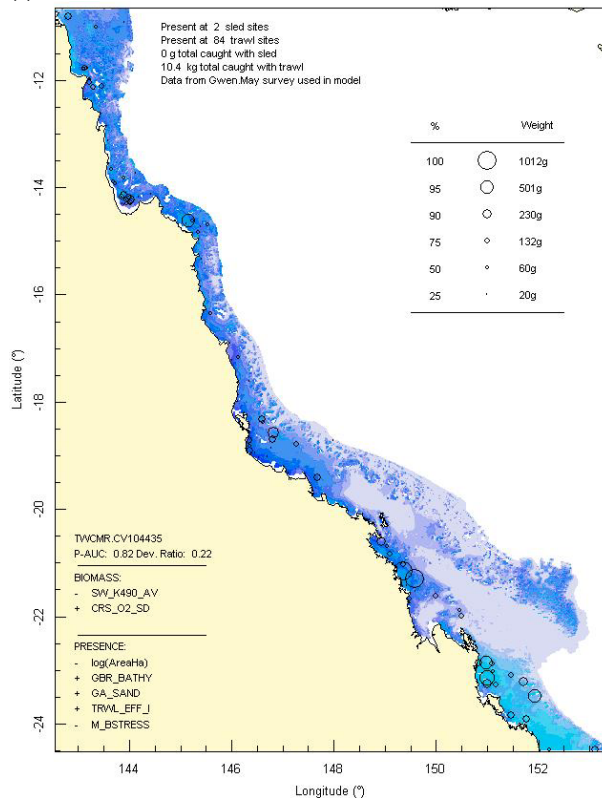 Present at 2 sled sites
Present at 84 trawl sites
0 g total caught with sled
10.4 kg total caught with trawl
Data from Gwen.May survey used in model
% Weight
100 1012g
95 501g
90 230g
75 132g
50 60g
25 20g
-12
-14
-16
-18
-20
-22
-24
Latitude (°)
TWCMR.CV104435
P-AUC: 0.82 Dev. Ratio: 0.22
BIOMASS:
- SW_K490_AV
+ CRS_O2_SD
PRESENCE:
- log(AreaHa)
+ GBR_BATHY
+ GA_SAND
+ TRWL_EFF_I
- M_BSTRESS
144 146 148 150 152
Longitude (°)